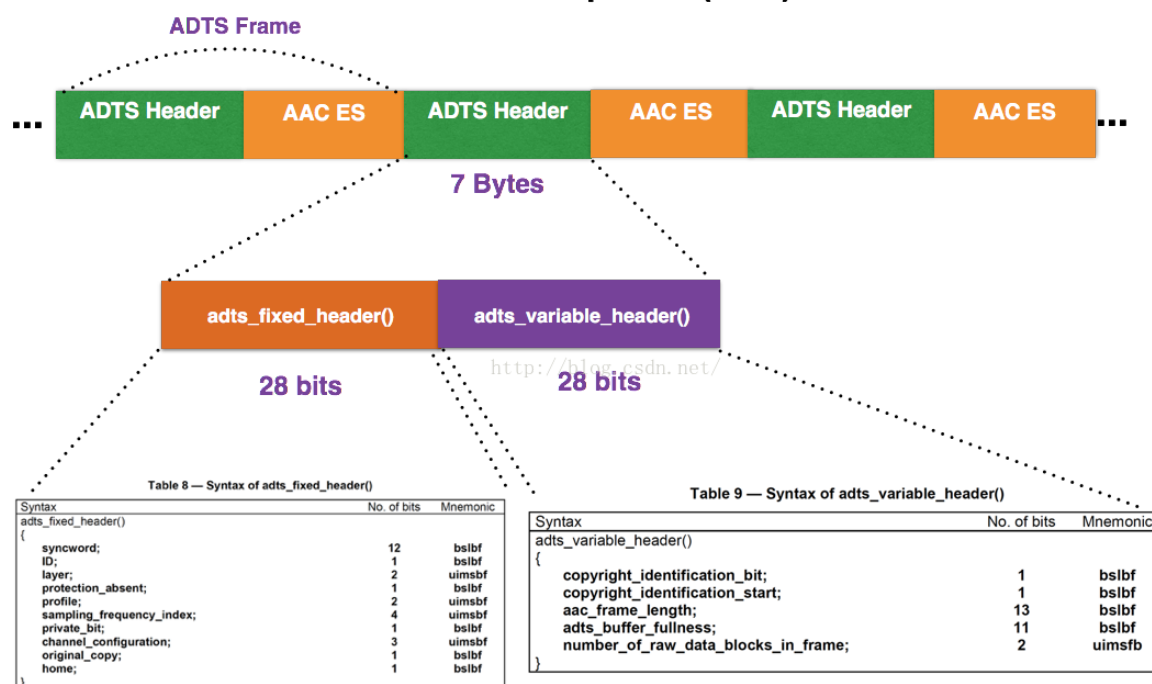 ADTS Frame
... ADTS Header AAC ES ADTS Header AAC ES ADTS Header AAC ES ...
7 Bytes
adts_fixed_header() adts_variable_header()
http://blog.csdn.net/
28 bits 28 bits
Table 8 — Syntax of adts_fixed_header()
Syntax No. of bits Mnemonic
adts_fixed_header()
{
syncword; 12 bslbf
ID; 1 bslbf
layer; 2 uimsbf
protection_absent; 1 bslbf
profile; 2 uimsbf
sampling_frequency_index; 4 uimsbf
private_bit; 1 bslbf
channel_configuration; 3 uimsbf
original_copy; 1 bslbf
home; 1 bslbf
}
Table 9 — Syntax of adts_variable_header()
Syntax No. of bits Mnemonic
adts_variable_header()
{
copyright_identification_bit; 1 bslbf
copyright_identification_start; 1 bslbf
aac_frame_length; 13 bslbf
adts_buffer_fullness; 11 bslbf
number_of_raw_data_blocks_in_frame; 2 uimsfb
}